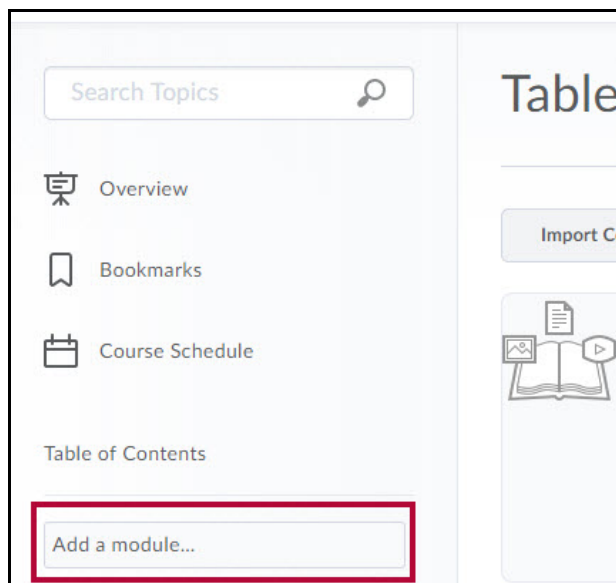 Search Topics
Overview
Bookmarks
Course Schedule
Table of Contents
Add a module...
Table
Import